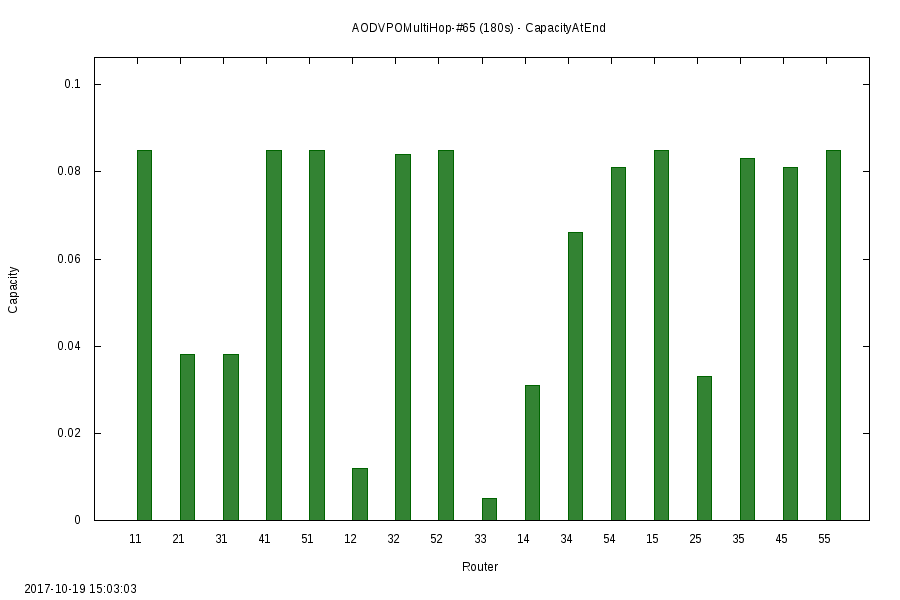 AODVPOMultiHop-#65 (180s) - CapacityAtEnd
0.1
0.08
0.06
0.04
0.02
0
Capacity
11 21 31 41 51 12 32 52 33 14 34 54 15 25 35 45 55
Router
2017-10-19 15:03:03